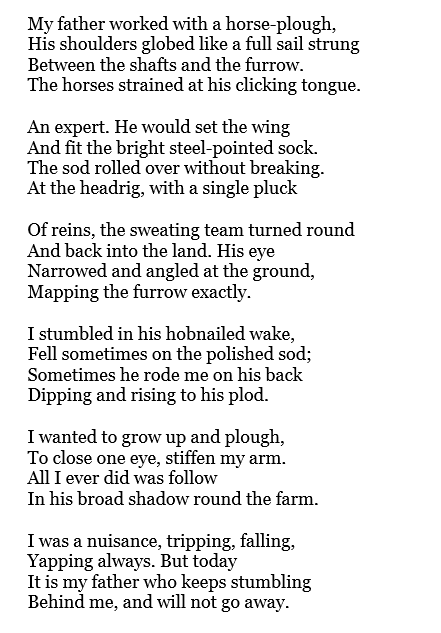 My father worked with a horse-plough,
His shoulders globed like a full sail strung
Between the shafts and the furrow.
The horses strained at his clicking tongue.

An expert. He would set the wing
And fit the bright steel-pointed sock.
The sod rolled over without breaking.
At the headrig, with a single pluck

Of reins, the sweating team turned round
And back into the land. His eye
Narrowed and angled at the ground,
Mapping the furrow exactly.

I stumbled in his hobnailed wake,
Fell sometimes on the polished sod;
Sometimes he rode me on his back
Dipping and rising to his plod.

I wanted to grow up and plough,
To close one eye, stiffen my arm.
All I ever did was follow
In his broad shadow round the farm.

I was a nuisance, tripping, falling,
Yapping always. But today
It is my father who keeps stumbling
Behind me, and will not go away.